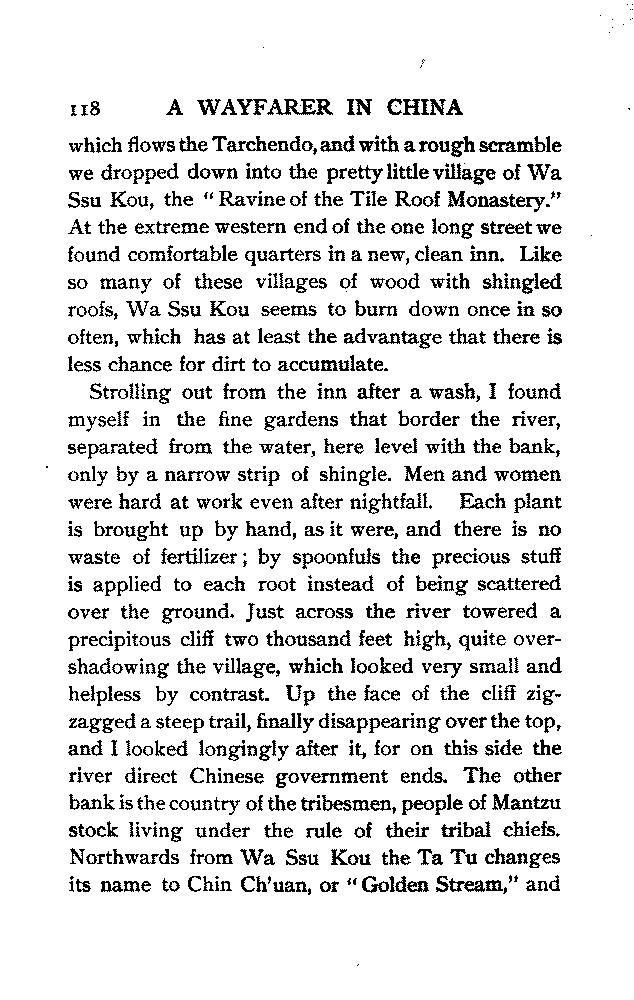 118 A WAYFARER IN CHINA
which flows the Tarchendo, and with a rough scramble
we dropped down into the pretty little village of Wa
Ssu Kou, the "Ravine of the Tile Roof Monastery."
At the extreme western end of the one long street we
found comfortable quarters in a new, clean inn. Like
so many of these villages of wood with shingled
roofs, Wa Ssu Kou seems to burn down once in so
often, which has at least the advantage that there is
less chance for dirt to accumulate.
Strolling out from the inn after a wash, I found
myself in the fine gardens that border the river,
separated from the water, here level with the bank,
only by a narrow strip of shingle. Men and women
were hard at work even after nightfall. Each plant
is brought up by hand, as it were, and there is no
waste of fertilizer; by spoonfuls the precious stuff
is applied to each root instead of being scattered
over the ground. Just across the river towered a
precipitous cliff two thousand feet high, quite over-
shadowing the village, which looked very small and
helpless by contrast. Up the face of the cliff zig-
zagged a steep trail, finally disappearing over the top,
and I looked longingly after it, for on this side the
river direct Chinese government ends. The other
bank is the country of the tribesmen, people of Mantzu
stock living under the rule of their tribal chiefs.
Northwards from Wa Ssu Kou the Ta Tu changes
its name to Chin Ch'uan, or "Golden Stream," and